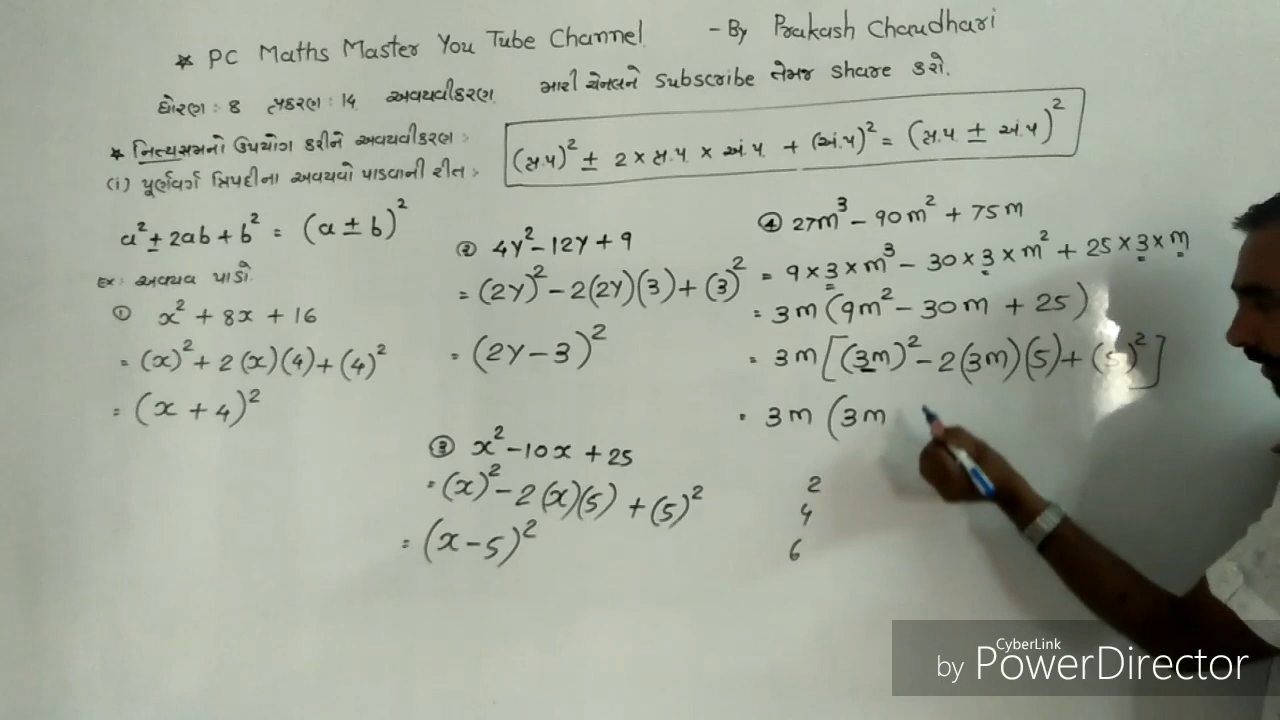 * PC Maths Master You Tube Channel - By Prakash Chaudhari
ધોરણ : 8 પ્રકરણ : 14 અવયવીકરણ મારી ચેનલને Subscribe તેમજ Share કરો.
* નિત્યસમનો ઉપયોગ કરીને અવયવીકરણ :-
(i) પૂર્ણવર્ગ ત્રિપદીના અવયવો પાડવાની રીત :-
(પ્ર.પ)² ± 2 × પ્ર.પ × અં.પ. + (અં.પ)² = (પ્ર.પ ± અં.પ)²
a² ± 2ab + b² = (a ± b)²
Ex: અવયવ પાડો
① x² + 8x + 16
= (x)² + 2(x)(4) + (4)²
= (x + 4)²
② 4y² - 12y + 9
= (2y)² - 2(2y)(3) + (3)²
= (2y - 3)²
③ x² - 10x + 25
= (x)² - 2(x)(5) + (5)²
= (x - 5)²
④ 27m³ - 90m² + 75m
= 9 × 3 × m³ - 30 × 3 × m² + 25 × 3 × m
= 3m (9m² - 30m + 25)
= 3m [(3m)² - 2(3m)(5) + (5)²]
= 3m (3m
2
4
6
by CyberLink PowerDirector